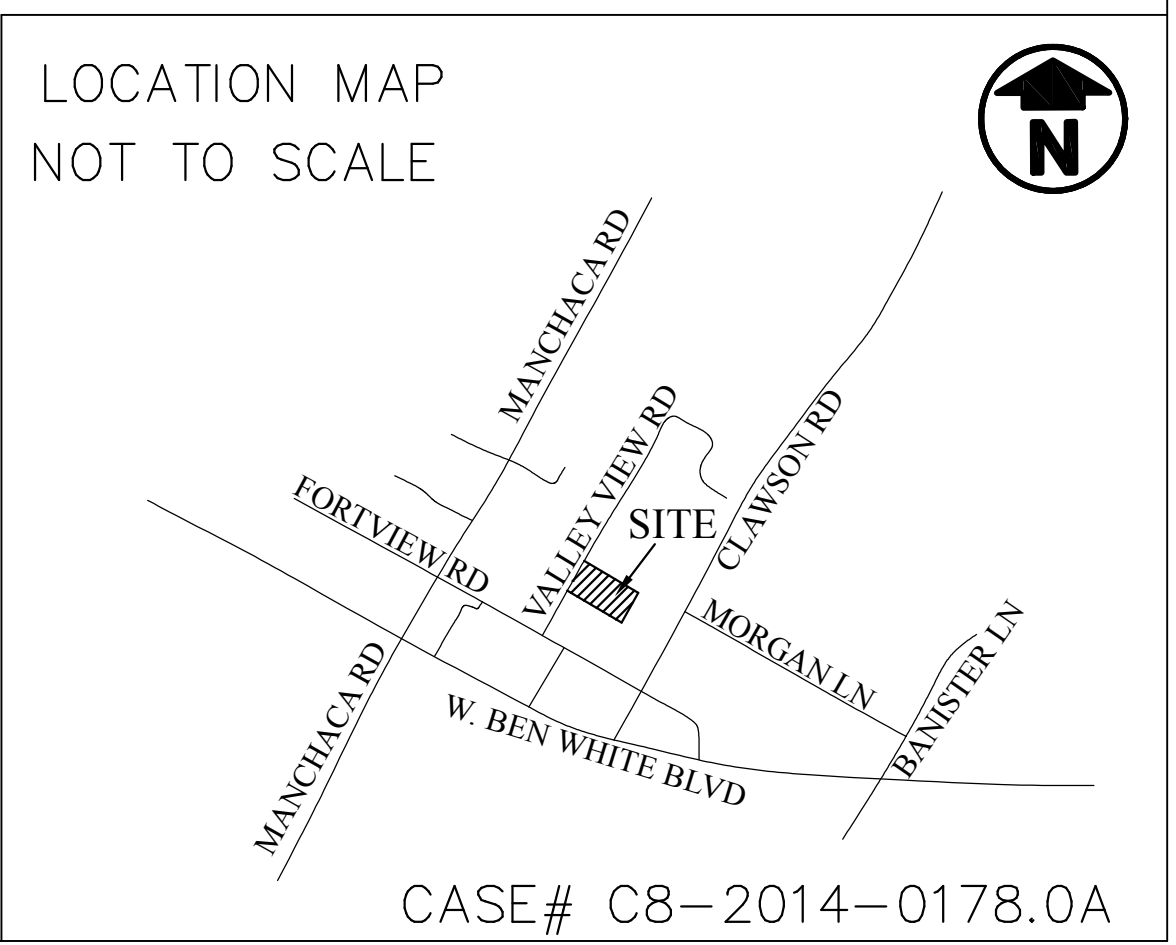 LOCATION MAP
NOT TO SCALE
N
MANCHACA RD
CLAWSON RD
VALLEY VIEW RD
FORTVIEW RD
SITE
MORGAN LN
BANISTER LN
MANCHACA RD
W. BEN WHITE BLVD
CASE# C8-2014-0178.0A